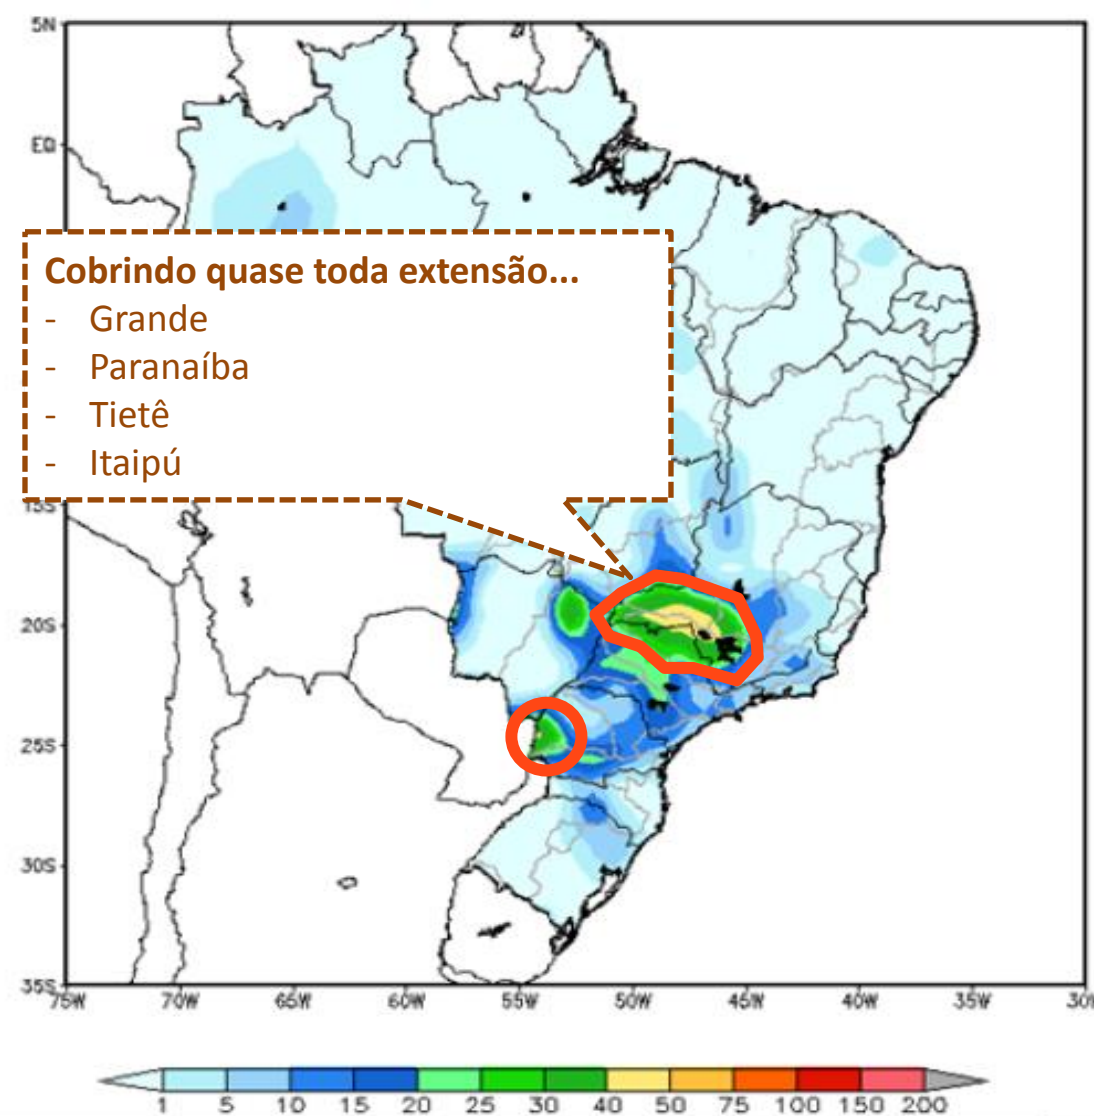 5N
EQ
Cobrindo quase toda extensão...
- Grande
- Paranaíba
- Tietê
- Itaipú
15S
20S
25S
30S
35S
75W 70W 65W 60W 55W 50W 45W 40W 35W 30
1 5 10 15 20 25 30 40 50 75 100 150 200